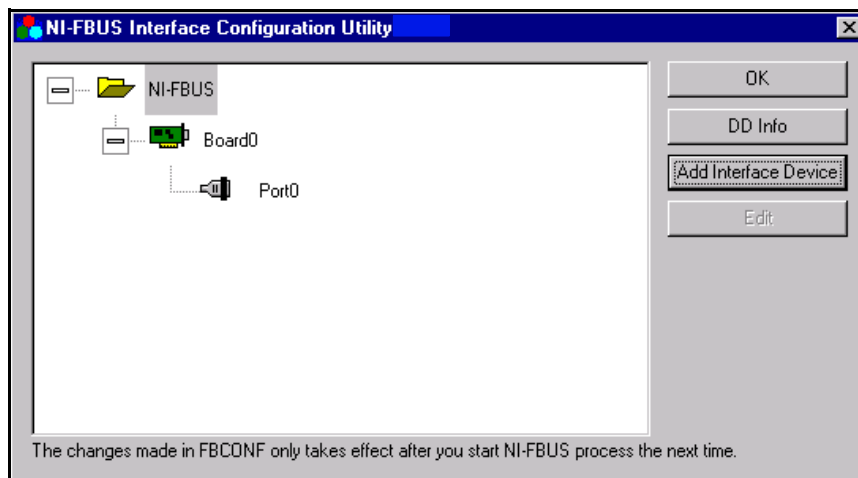 NI-FBUS Interface Configuration Utility
NI-FBUS
Board0
Port0
OK
DD Info
Add Interface Device
Edit
The changes made in FBCONF only takes effect after you start NI-FBUS process the next time.